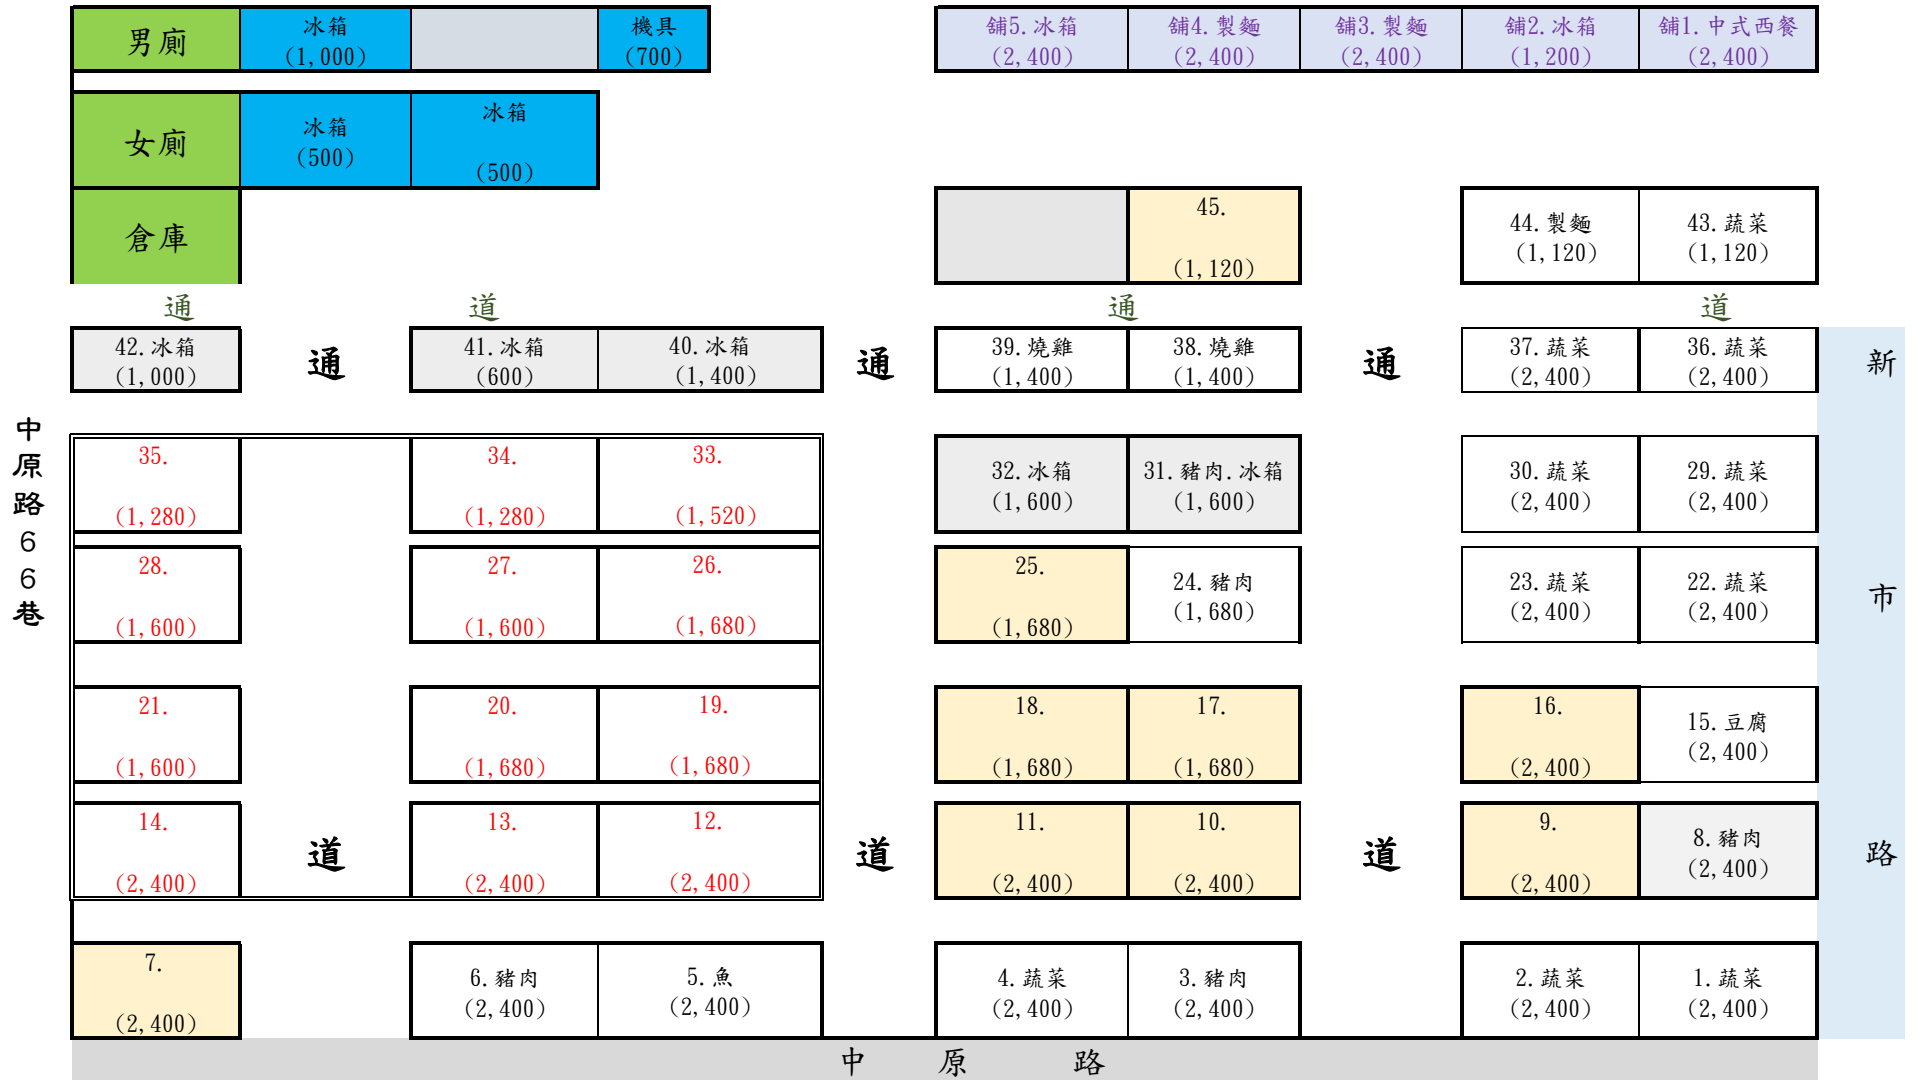 男廁
冰箱
(1,000)
機具
(700)
舖5.冰箱
(2,400)
舖4.製麵
(2,400)
舖3.製麵
(2,400)
舖2.冰箱
(1,200)
舖1.中式西餐
(2,400)
女廁
冰箱
(500)
冰箱
(500)
倉庫
45.
(1,120)
44.製麵
(1,120)
43.蔬菜
(1,120)
通
道
通
道
42.冰箱
(1,000)
通
41.冰箱
(600)
40.冰箱
(1,400)
通
39.燒雞
(1,400)
38.燒雞
(1,400)
通
37.蔬菜
(2,400)
36.蔬菜
(2,400)
新
中
原
路
6
6
巷
35.
(1,280)
34.
(1,280)
33.
(1,520)
32.冰箱
(1,600)
31.豬肉.冰箱
(1,600)
30.蔬菜
(2,400)
29.蔬菜
(2,400)
28.
(1,600)
27.
(1,600)
26.
(1,680)
25.
(1,680)
24.豬肉
(1,680)
23.蔬菜
(2,400)
22.蔬菜
(2,400)
市
21.
(1,600)
20.
(1,680)
19.
(1,680)
18.
(1,680)
17.
(1,680)
16.
(2,400)
15.豆腐
(2,400)
14.
(2,400)
道
13.
(2,400)
12.
(2,400)
道
11.
(2,400)
10.
(2,400)
道
9.
(2,400)
8.豬肉
(2,400)
路
7.
(2,400)
6.豬肉
(2,400)
5.魚
(2,400)
4.蔬菜
(2,400)
3.豬肉
(2,400)
2.蔬菜
(2,400)
1.蔬菜
(2,400)
中 原 路